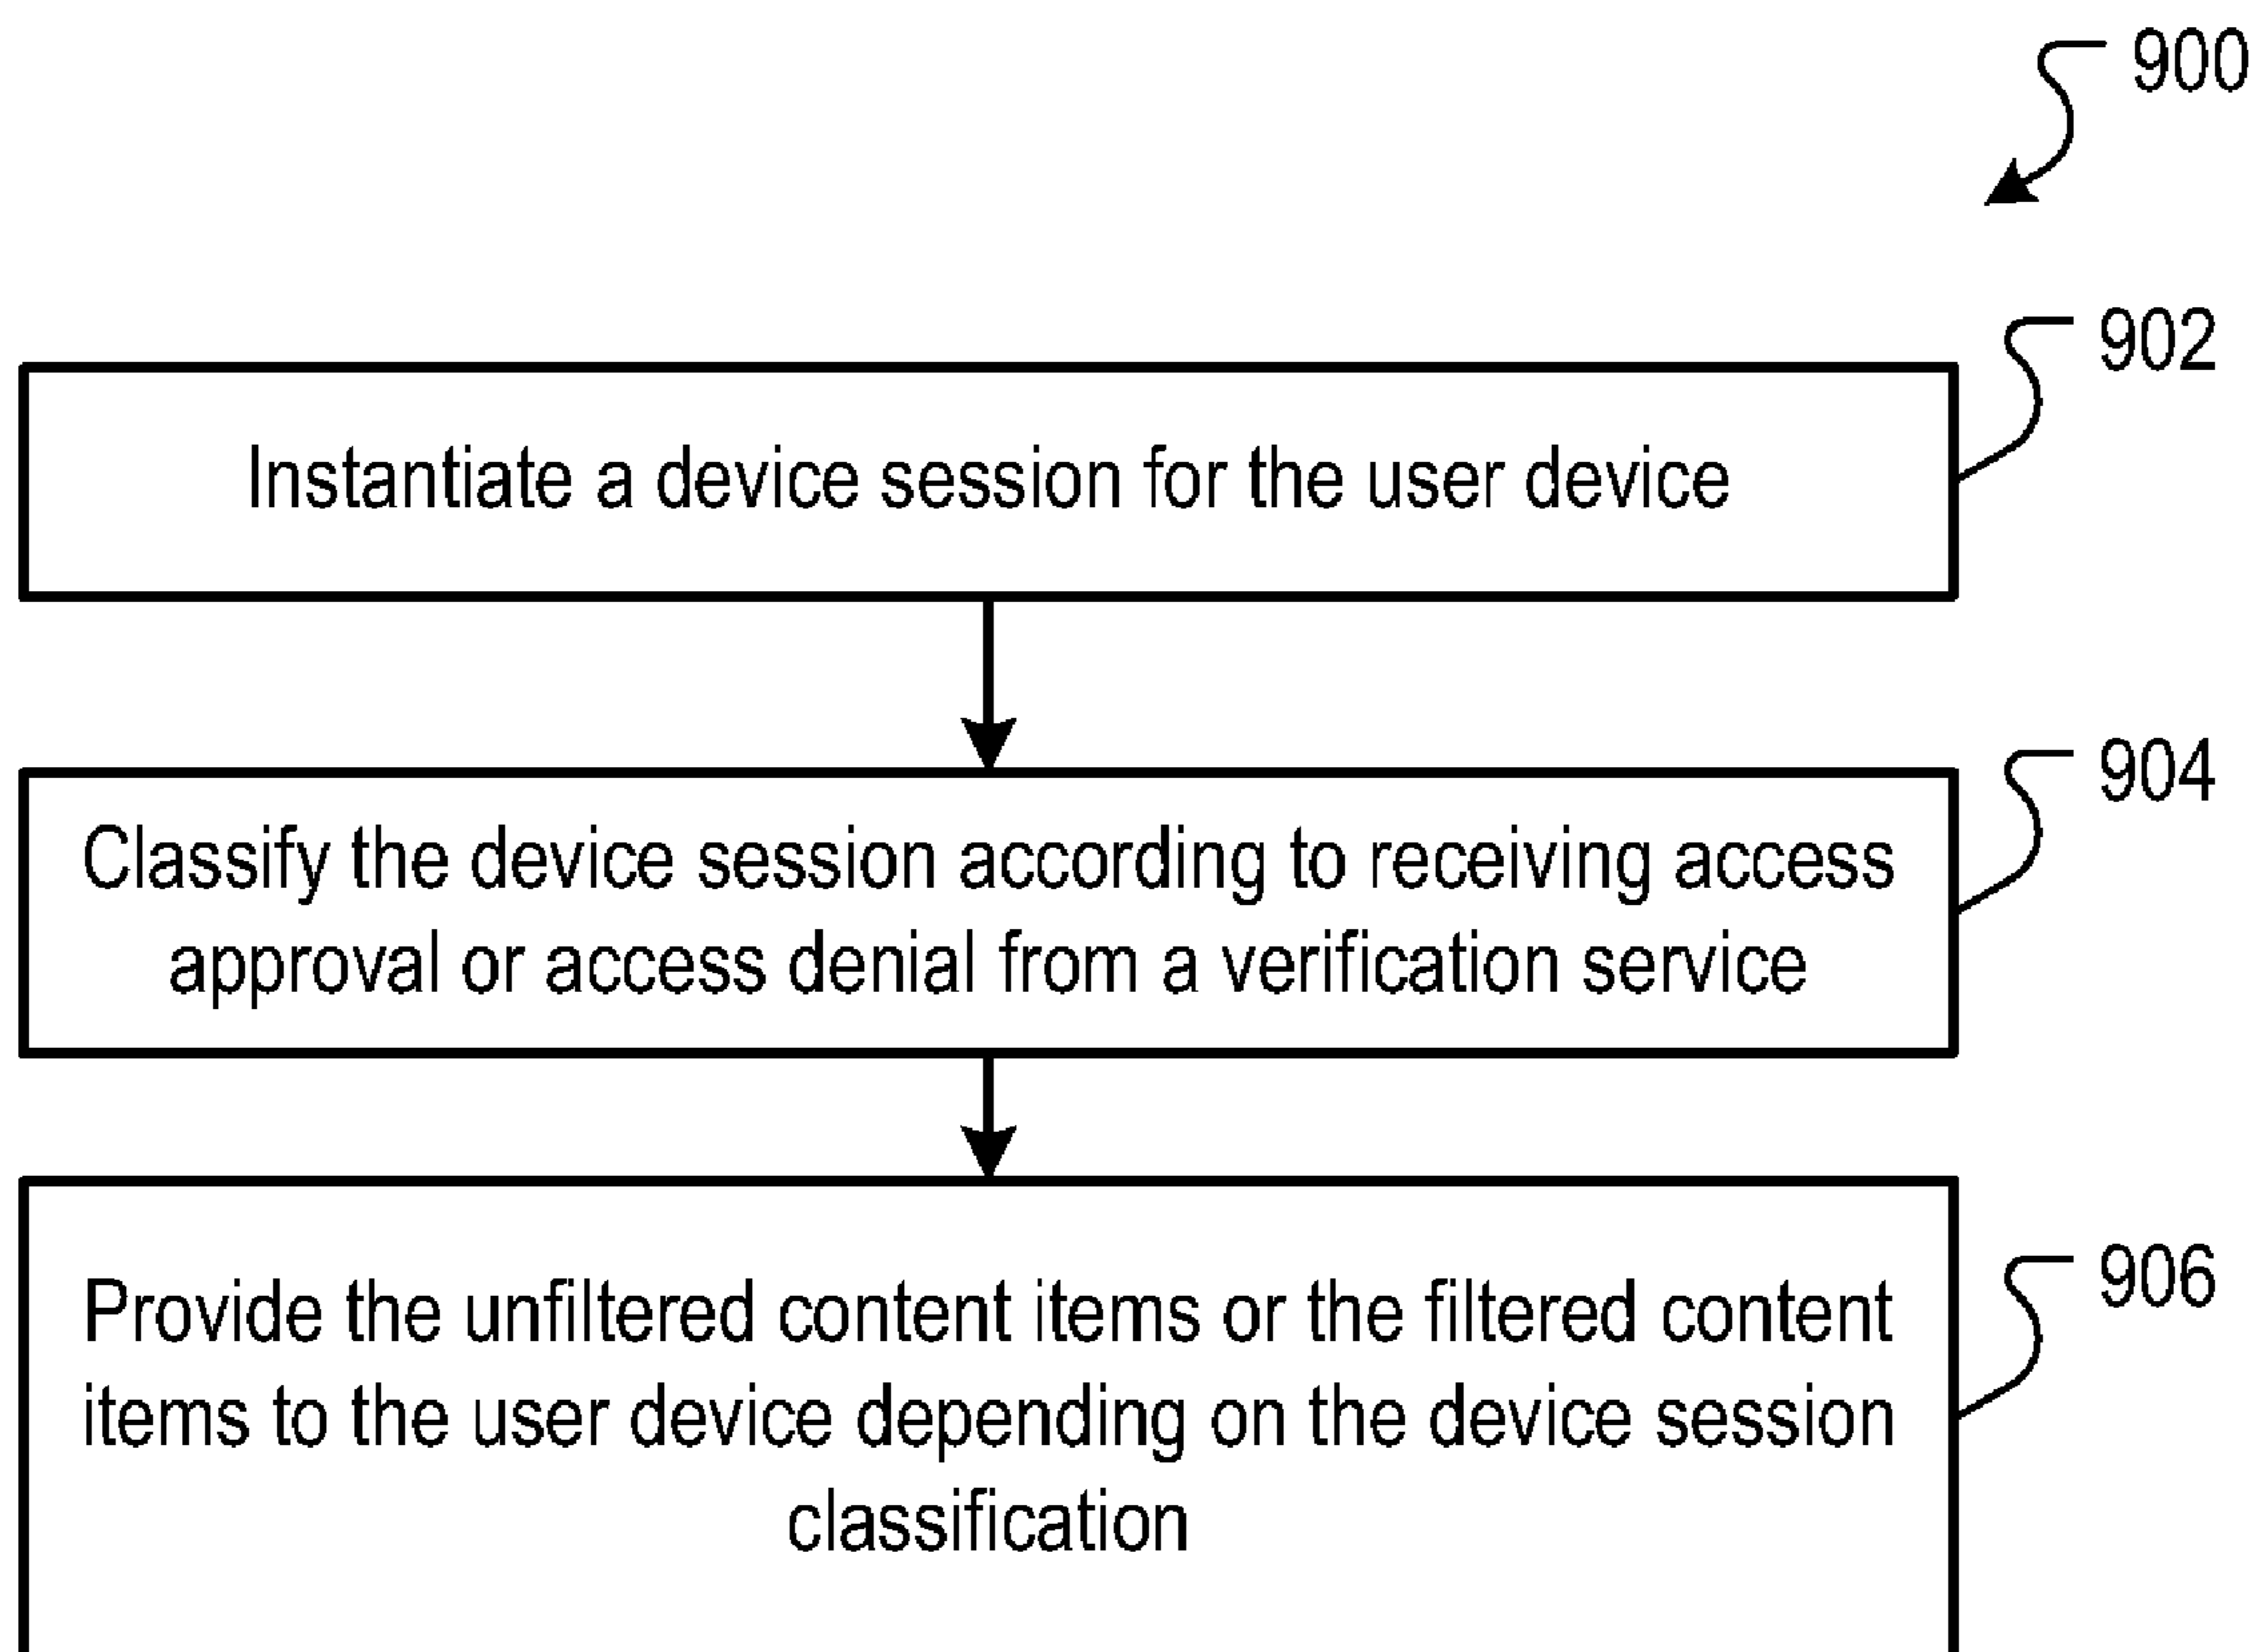 900
902
Instantiate a device session for the user device
904
Classify the device session according to receiving access
approval or access denial from a verification service
906
Provide the unfiltered content items or the filtered content
items to the user device depending on the device session
classification